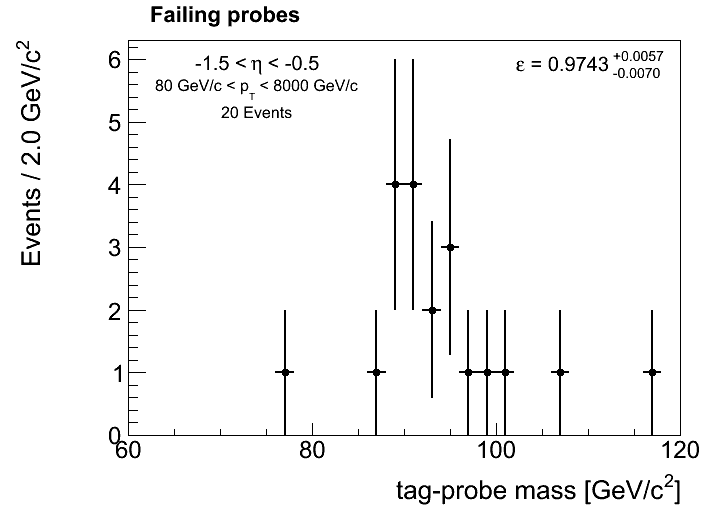 Failing probes
Events / 2.0 GeV/c²
-1.5 < η < -0.5
80 GeV/c < p_T < 8000 GeV/c
20 Events
ε = 0.9743 +0.0057 -0.0070
6
5
4
3
2
1
0
60 80 100 120
tag-probe mass [GeV/c²]